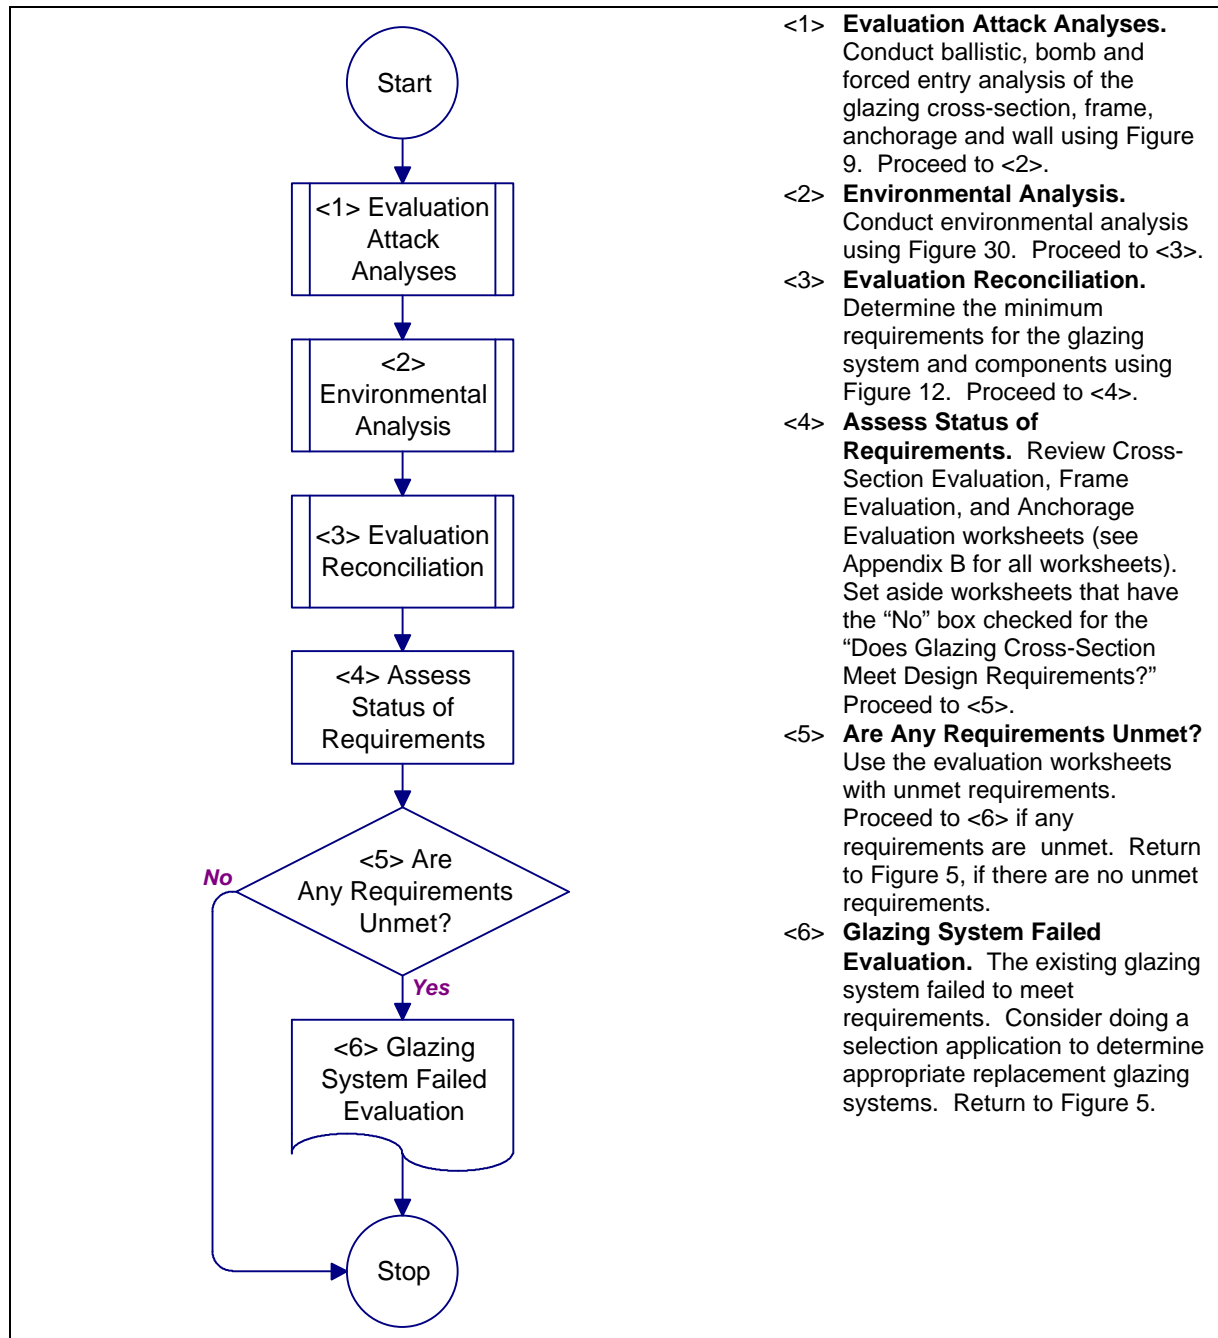 Start
<1> Evaluation
Attack
Analyses
<2>
Environmental
Analysis
<3> Evaluation
Reconciliation
<4> Assess
Status of
Requirements
<5> Are
Any Requirements
Unmet?
No
Yes
<6> Glazing
System Failed
Evaluation
Stop
<1> Evaluation Attack Analyses.
Conduct ballistic, bomb and
forced entry analysis of the
glazing cross-section, frame,
anchorage and wall using Figure
9. Proceed to <2>.
<2> Environmental Analysis.
Conduct environmental analysis
using Figure 30. Proceed to <3>.
<3> Evaluation Reconciliation.
Determine the minimum
requirements for the glazing
system and components using
Figure 12. Proceed to <4>.
<4> Assess Status of
Requirements. Review Cross-
Section Evaluation, Frame
Evaluation, and Anchorage
Evaluation worksheets (see
Appendix B for all worksheets).
Set aside worksheets that have
the “No” box checked for the
“Does Glazing Cross-Section
Meet Design Requirements?”
Proceed to <5>.
<5> Are Any Requirements Unmet?
Use the evaluation worksheets
with unmet requirements.
Proceed to <6> if any
requirements are unmet. Return
to Figure 5, if there are no unmet
requirements.
<6> Glazing System Failed
Evaluation. The existing glazing
system failed to meet
requirements. Consider doing a
selection application to determine
appropriate replacement glazing
systems. Return to Figure 5.